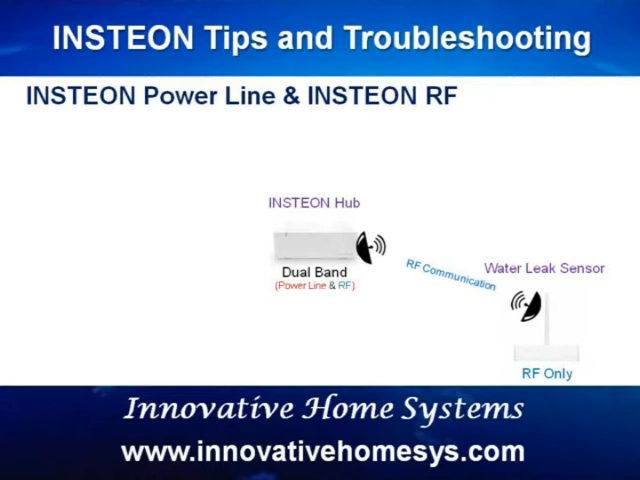 INSTEON Tips and Troubleshooting
INSTEON Power Line & INSTEON RF
INSTEON Hub
Dual Band
(Power Line & RF)
RF Communication
Water Leak Sensor
RF Only
Innovative Home Systems
www.innovativehomesys.com